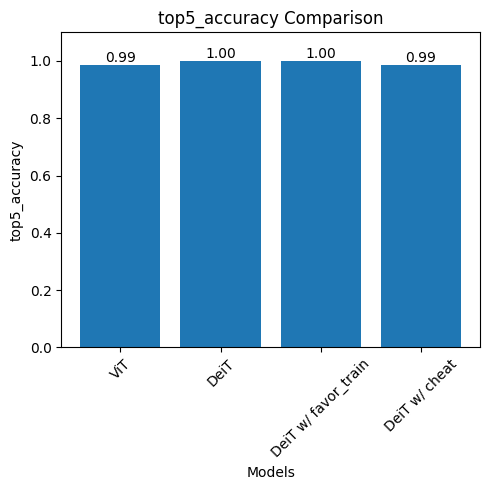 top5_accuracy Comparison
0.99
1.00
1.00
0.99
1.0
0.8
0.6
0.4
0.2
0.0
top5_accuracy
ViT
DeiT
DeiT w/ favor_train
DeiT w/ cheat
Models